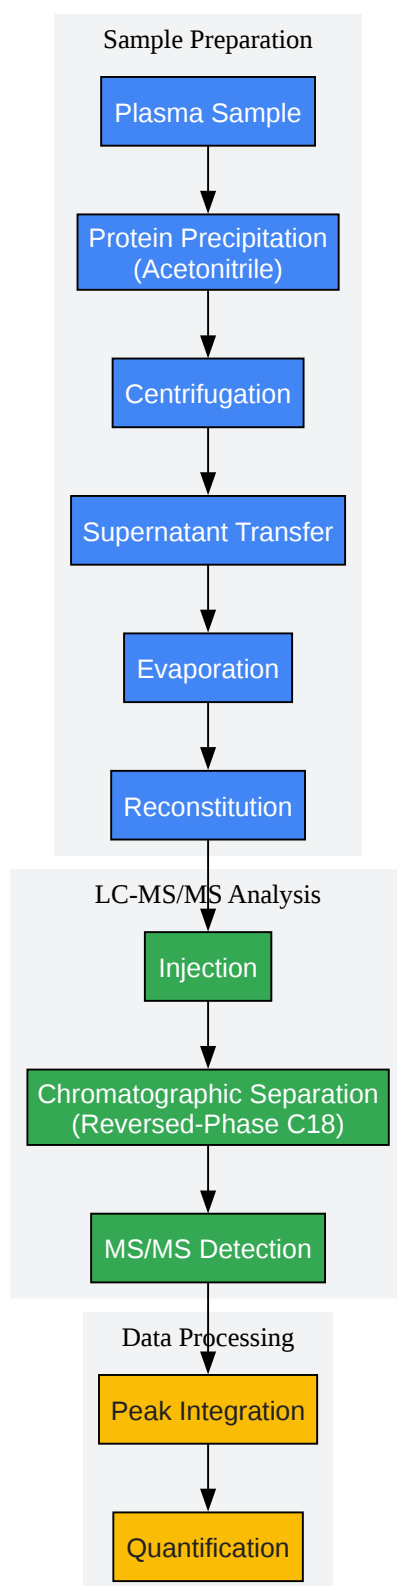 Sample Preparation
Plasma Sample
Protein Precipitation
(Acetonitrile)
Centrifugation
Supernatant Transfer
Evaporation
Reconstitution
LC-MS/MS Analysis
Injection
Chromatographic Separation
(Reversed-Phase C18)
MS/MS Detection
Data Processing
Peak Integration
Quantification